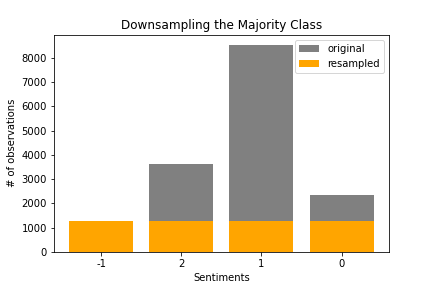 Downsampling the Majority Class
original
resampled
8000
7000
6000
5000
4000
3000
2000
1000
0
# of observations
-1 2 1 0
Sentiments